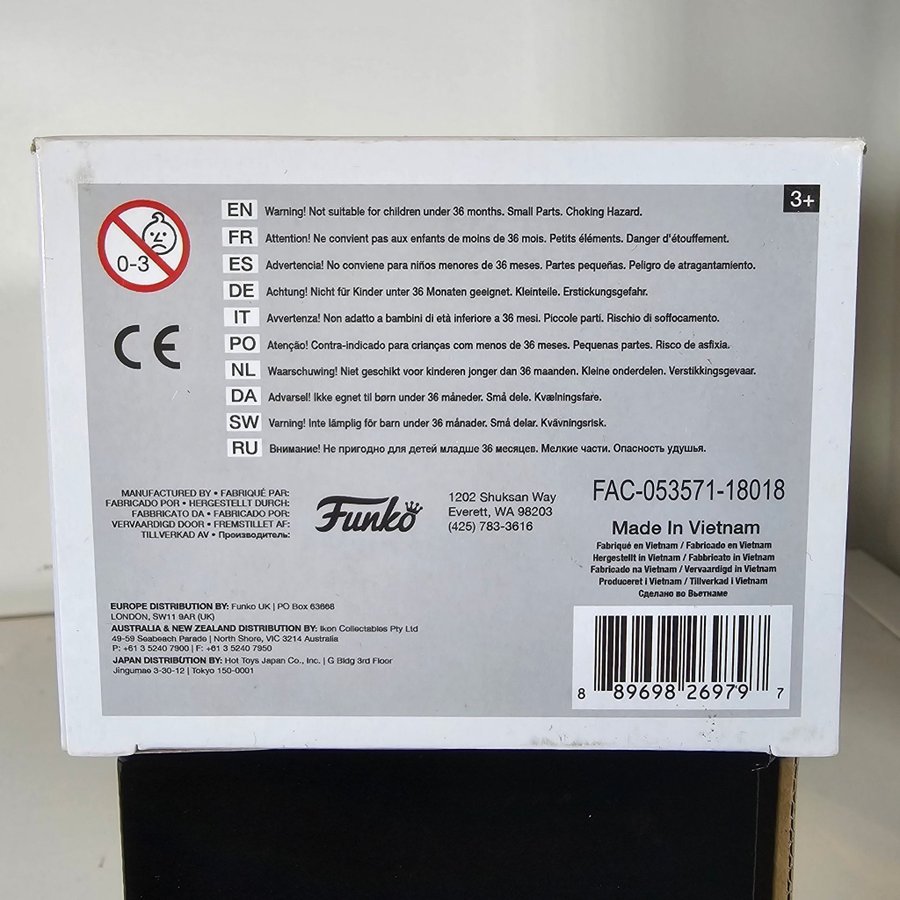 3+
0-3
EN Warning! Not suitable for children under 36 months. Small Parts. Choking Hazard.
FR Attention! Ne convient pas aux enfants de moins de 36 mois. Petits éléments. Danger d'étouffement.
ES Advertencia! No conviene para niños menores de 36 meses. Partes pequeñas. Peligro de atragantamiento.
DE Achtung! Nicht für Kinder unter 36 Monaten geeignet. Kleinteile. Erstickungsgefahr.
IT Avvertenza! Non adatto a bambini di età inferiore a 36 mesi. Piccole parti. Rischio di soffocamento.
PO Atenção! Contra-indicado para crianças com menos de 36 meses. Pequenas partes. Risco de asfixia.
NL Waarschuwing! Niet geschikt voor kinderen jonger dan 36 maanden. Kleine onderdelen. Verstikkingsgevaar.
DA Advarsel! Ikke egnet til børn under 36 måneder. Små dele. Kvælningsfare.
SW Varning! Inte lämplig för barn under 36 månader. Små delar. Kvävningsrisk.
RU Внимание! Не пригодно для детей младше 36 месяцев. Мелкие части. Опасность удушья.
CE
MANUFACTURED BY • FABRIQUÉ PAR:
FABRICADO POR • HERGESTELLT DURCH:
FABBRICATO DA • FABRICADO POR:
VERVAARDIGD DOOR • FREMSTILLET AF:
TILLVERKAD AV • Производитель:
Funko
1202 Shuksan Way
Everett, WA 98203
(425) 783-3616
FAC-053571-18018
Made In Vietnam
Fabriqué en Vietnam / Fabricado en Vietnam
Hergestellt in Vietnam / Fabbricato in Vietnam
Fabricado na Vietnam / Vervaardigd in Vietnam
Produceret i Vietnam / Tillverkad i Vietnam
Сделано во Вьетнаме
EUROPE DISTRIBUTION BY: Funko UK | PO Box 63666
LONDON, SW11 9AR (UK)
AUSTRALIA & NEW ZEALAND DISTRIBUTION BY: Ikon Collectables Pty Ltd
49-59 Seabeach Parade | North Shore, VIC 3214 Australia
P: +61 3 5240 7900 | F: +61 3 5240 7950
JAPAN DISTRIBUTION BY: Hot Toys Japan Co., Inc. | G Bldg 3rd Floor
Jingumae 3-30-12 | Tokyo 150-0001
8 89698 26979 7